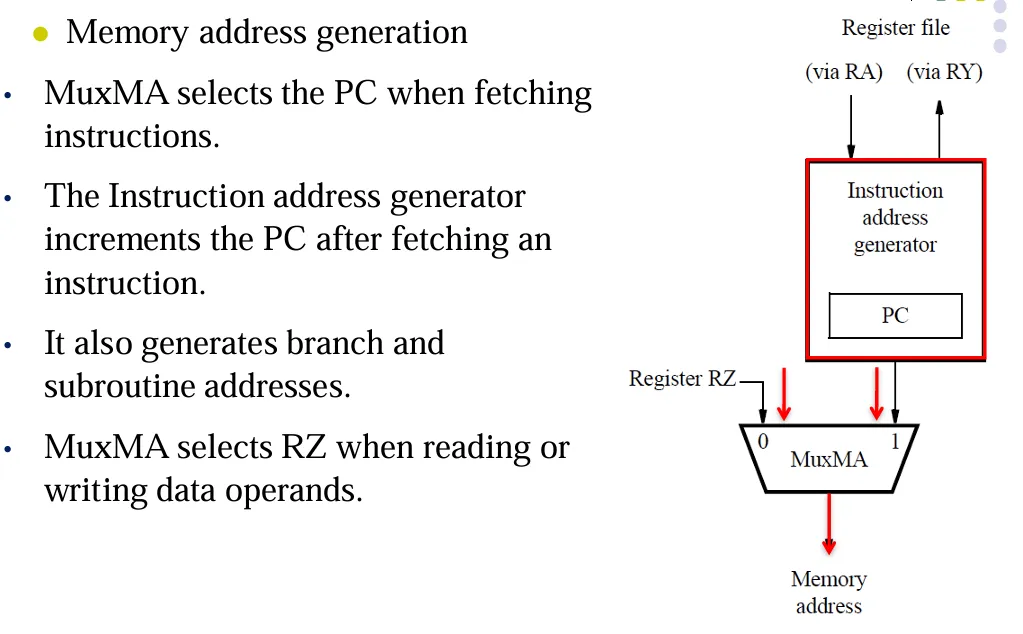 Memory address generation
MuxMA selects the PC when fetching
instructions.
The Instruction address generator
increments the PC after fetching an
instruction.
It also generates branch and
subroutine addresses.
MuxMA selects RZ when reading or
writing data operands.
Register file
(via RA) (via RY)
Instruction
address
generator
PC
Register RZ
0 1
MuxMA
Memory
address